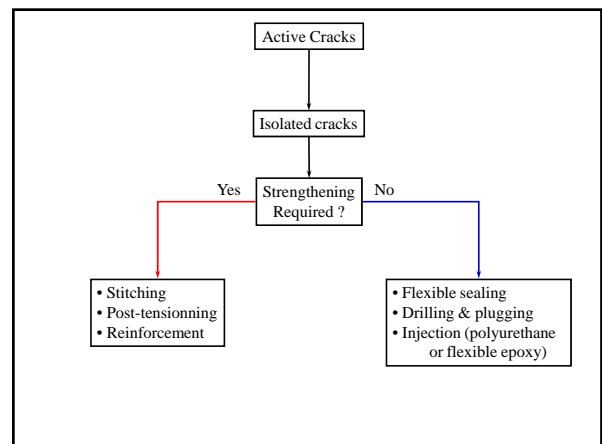 Active Cracks
Isolated cracks
Yes
Strengthening
Required ?
No
• Stitching
• Post-tensionning
• Reinforcement
• Flexible sealing
• Drilling & plugging
• Injection (polyurethane
or flexible epoxy)